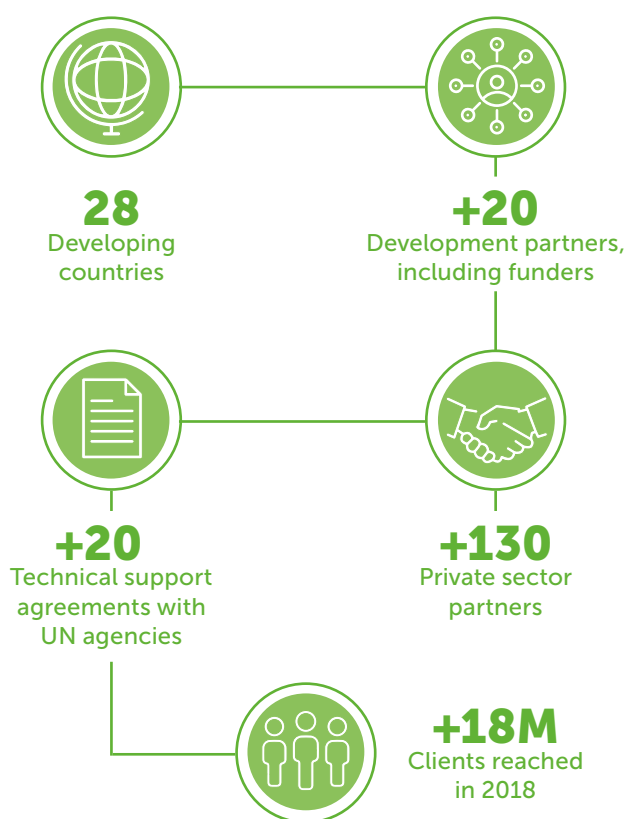 28
Developing
countries
+20
Development partners,
including funders
+20
Technical support
agreements with
UN agencies
+130
Private sector
partners
+18M
Clients reached
in 2018